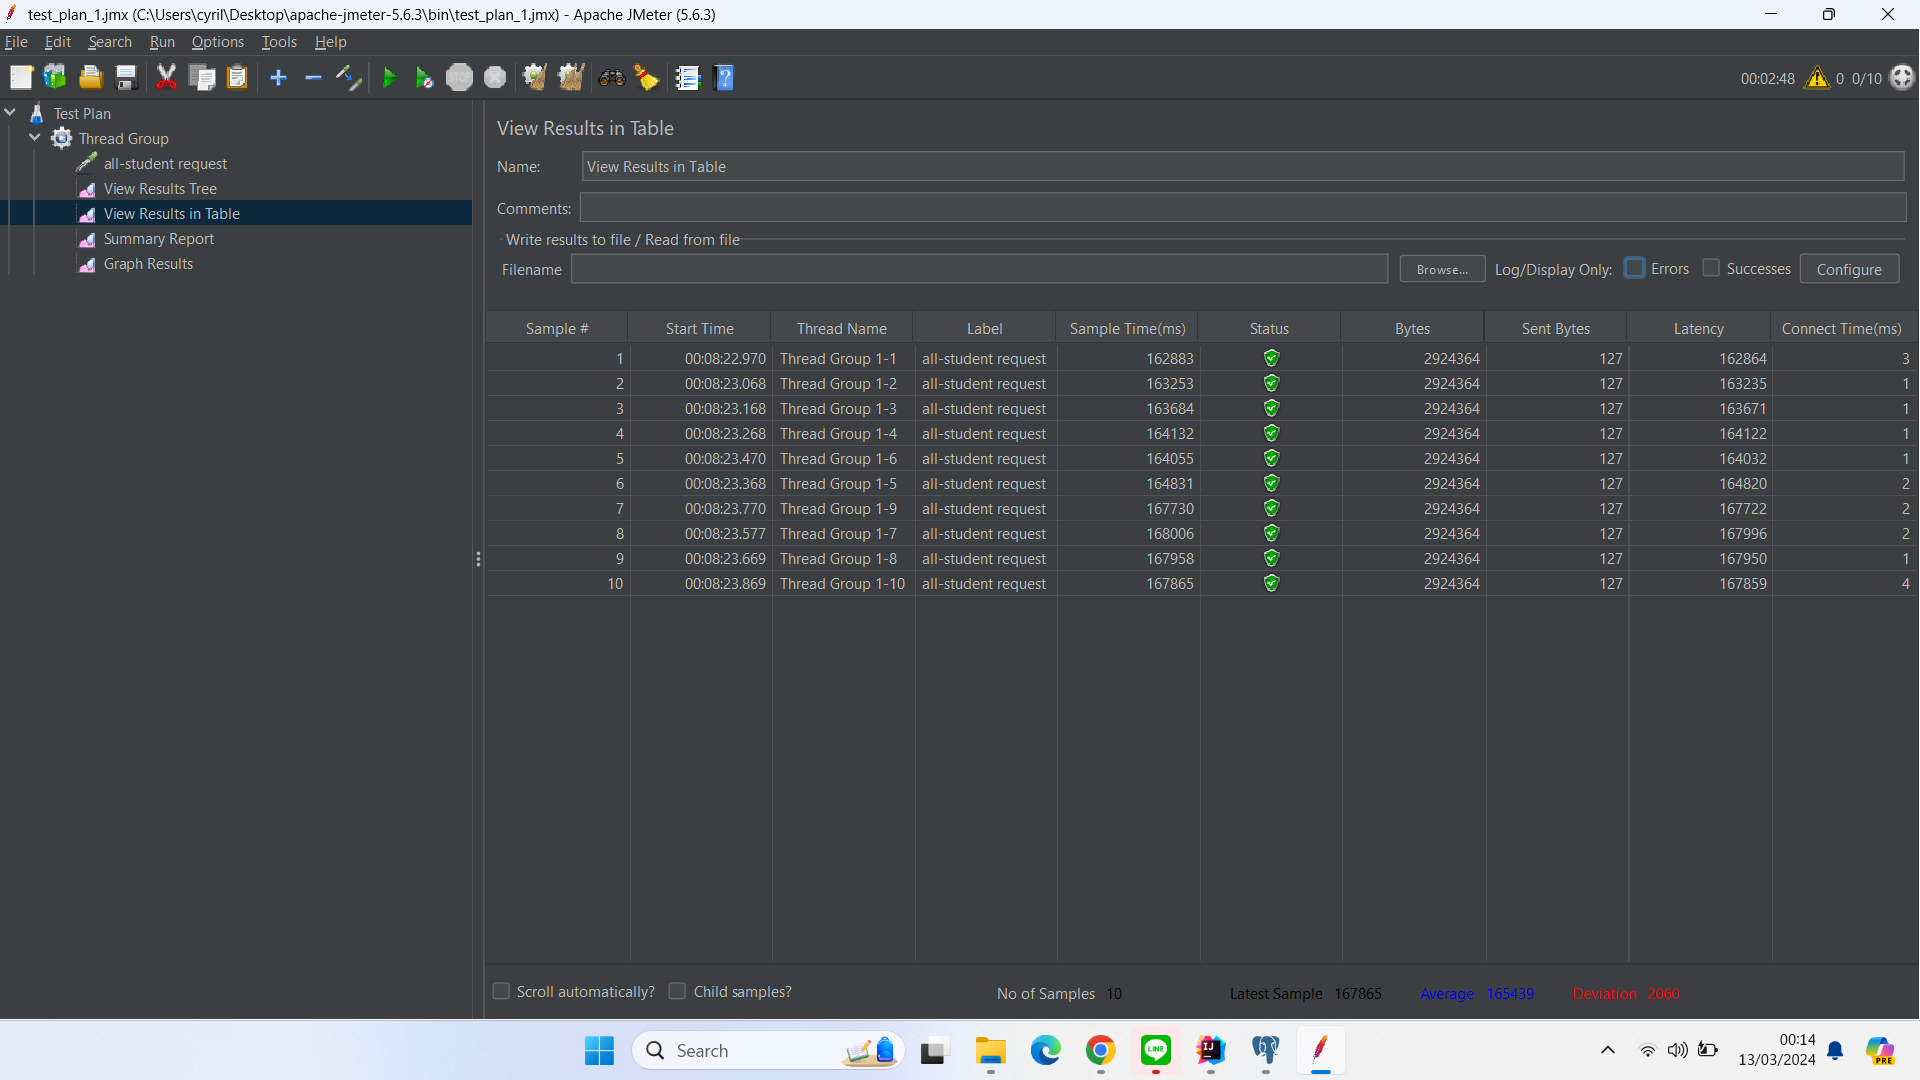 test_plan_1.jmx (C:\Users\cyril\Desktop\apache-jmeter-5.6.3\bin\test_plan_1.jmx) - Apache JMeter (5.6.3)
File Edit Search Run Options Tools Help
STOP 00:02:48 0 0/10
Test Plan
Thread Group
all-student request
View Results Tree
View Results in Table
Summary Report
Graph Results
View Results in Table
Name: View Results in Table
Comments:
Write results to file / Read from file
Filename Browse... Log/Display Only: Errors Successes Configure
Sample # Start Time Thread Name Label Sample Time(ms) Status Bytes Sent Bytes Latency Connect Time(ms)
1 00:08:22.970 Thread Group 1-1 all-student request 162883 2924364 127 162864 3
2 00:08:23.068 Thread Group 1-2 all-student request 163253 2924364 127 163235 1
3 00:08:23.168 Thread Group 1-3 all-student request 163684 2924364 127 163671 1
4 00:08:23.268 Thread Group 1-4 all-student request 164132 2924364 127 164122 1
5 00:08:23.470 Thread Group 1-6 all-student request 164055 2924364 127 164032 1
6 00:08:23.368 Thread Group 1-5 all-student request 164831 2924364 127 164820 2
7 00:08:23.770 Thread Group 1-9 all-student request 167730 2924364 127 167722 2
8 00:08:23.577 Thread Group 1-7 all-student request 168006 2924364 127 167996 2
9 00:08:23.669 Thread Group 1-8 all-student request 167958 2924364 127 167950 1
10 00:08:23.869 Thread Group 1-10 all-student request 167865 2924364 127 167859 4
Scroll automatically? Child samples? No of Samples 10 Latest Sample 167865 Average 165439 Deviation 2060
Search LINE IJ 00:14 PRE
13/03/2024